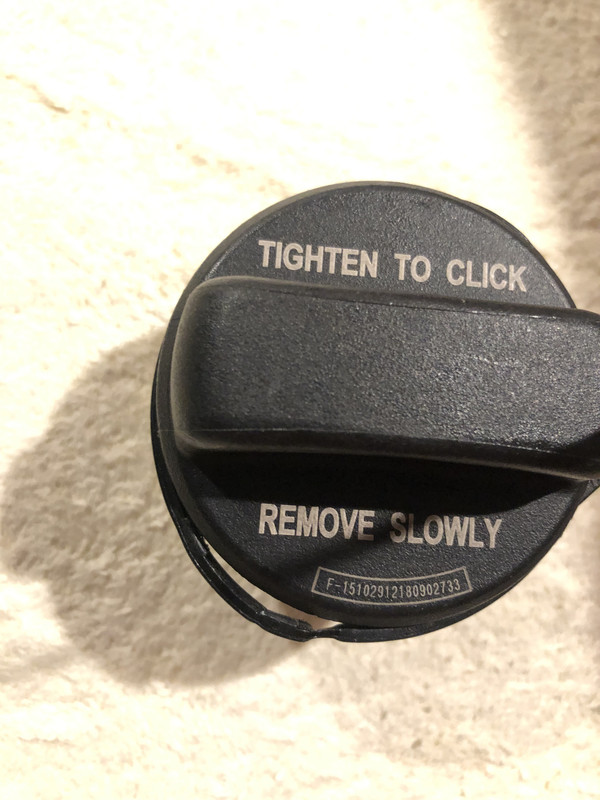 TIGHTEN TO CLICK
REMOVE SLOWLY
F-15102912180902733